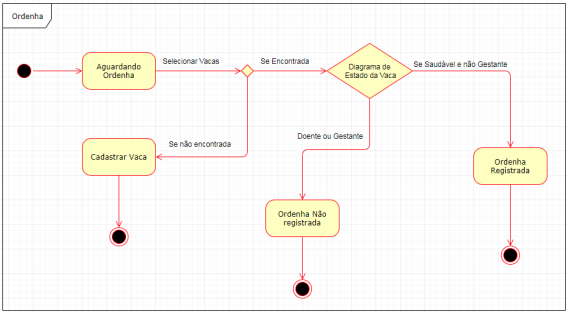 Ordenha
Aguardando
Ordenha
Selecionar Vacas
Se Encontrada
Diagrama de
Estado da Vaca
Se Saudável e não Gestante
Se não encontrada
Cadastrar Vaca
Doente ou Gestante
Ordenha
Registrada
Ordenha Não
registrada